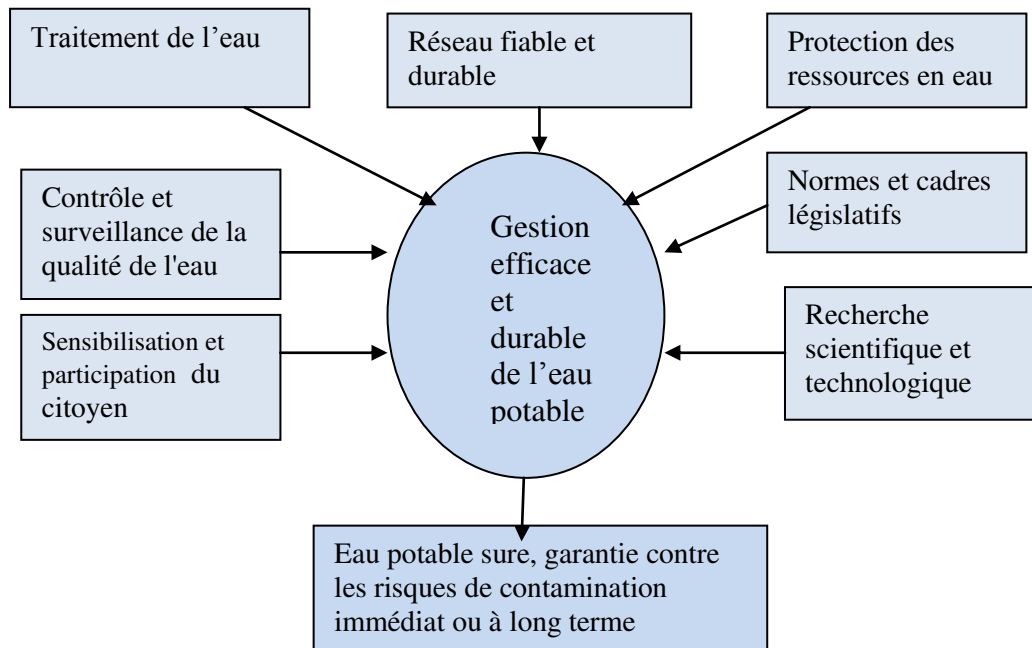 Traitement de l’eau
Réseau fiable et
durable
Protection des
ressources en eau
Contrôle et
surveillance de la
qualité de l'eau
Normes et cadres
législatifs
Gestion
efficace
et
durable
de l’eau
potable
Sensibilisation et
participation du
citoyen
Recherche
scientifique et
technologique
Eau potable sure, garantie contre
les risques de contamination
immédiat ou à long terme